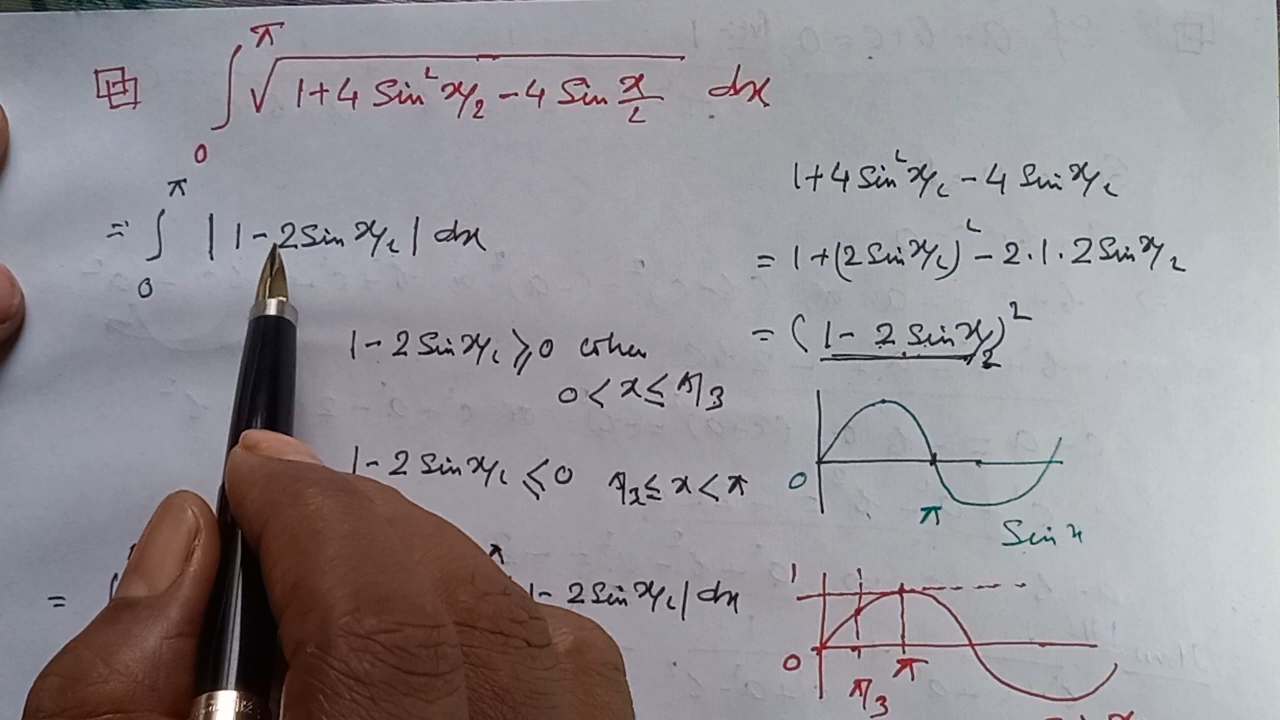 ∫₀^π √(1+4 Sin² x/2 - 4 Sin x/2) dx
= ∫₀^π |1-2Sin x/2| dx
1-2 Sin x/2 ≥ 0 when
0 < x ≤ π/3
1-2 Sin x/2 ≤ 0 π/3 ≤ x < π
= π 1-2 Sin x/2| dx
1+4 Sin² x/2 - 4 Sin x/2
= 1+(2 Sin x/2)² - 2.1.2 Sin x/2
= (1- 2 Sin x/2)²
0 π
Sin x
1
0 π/3 π